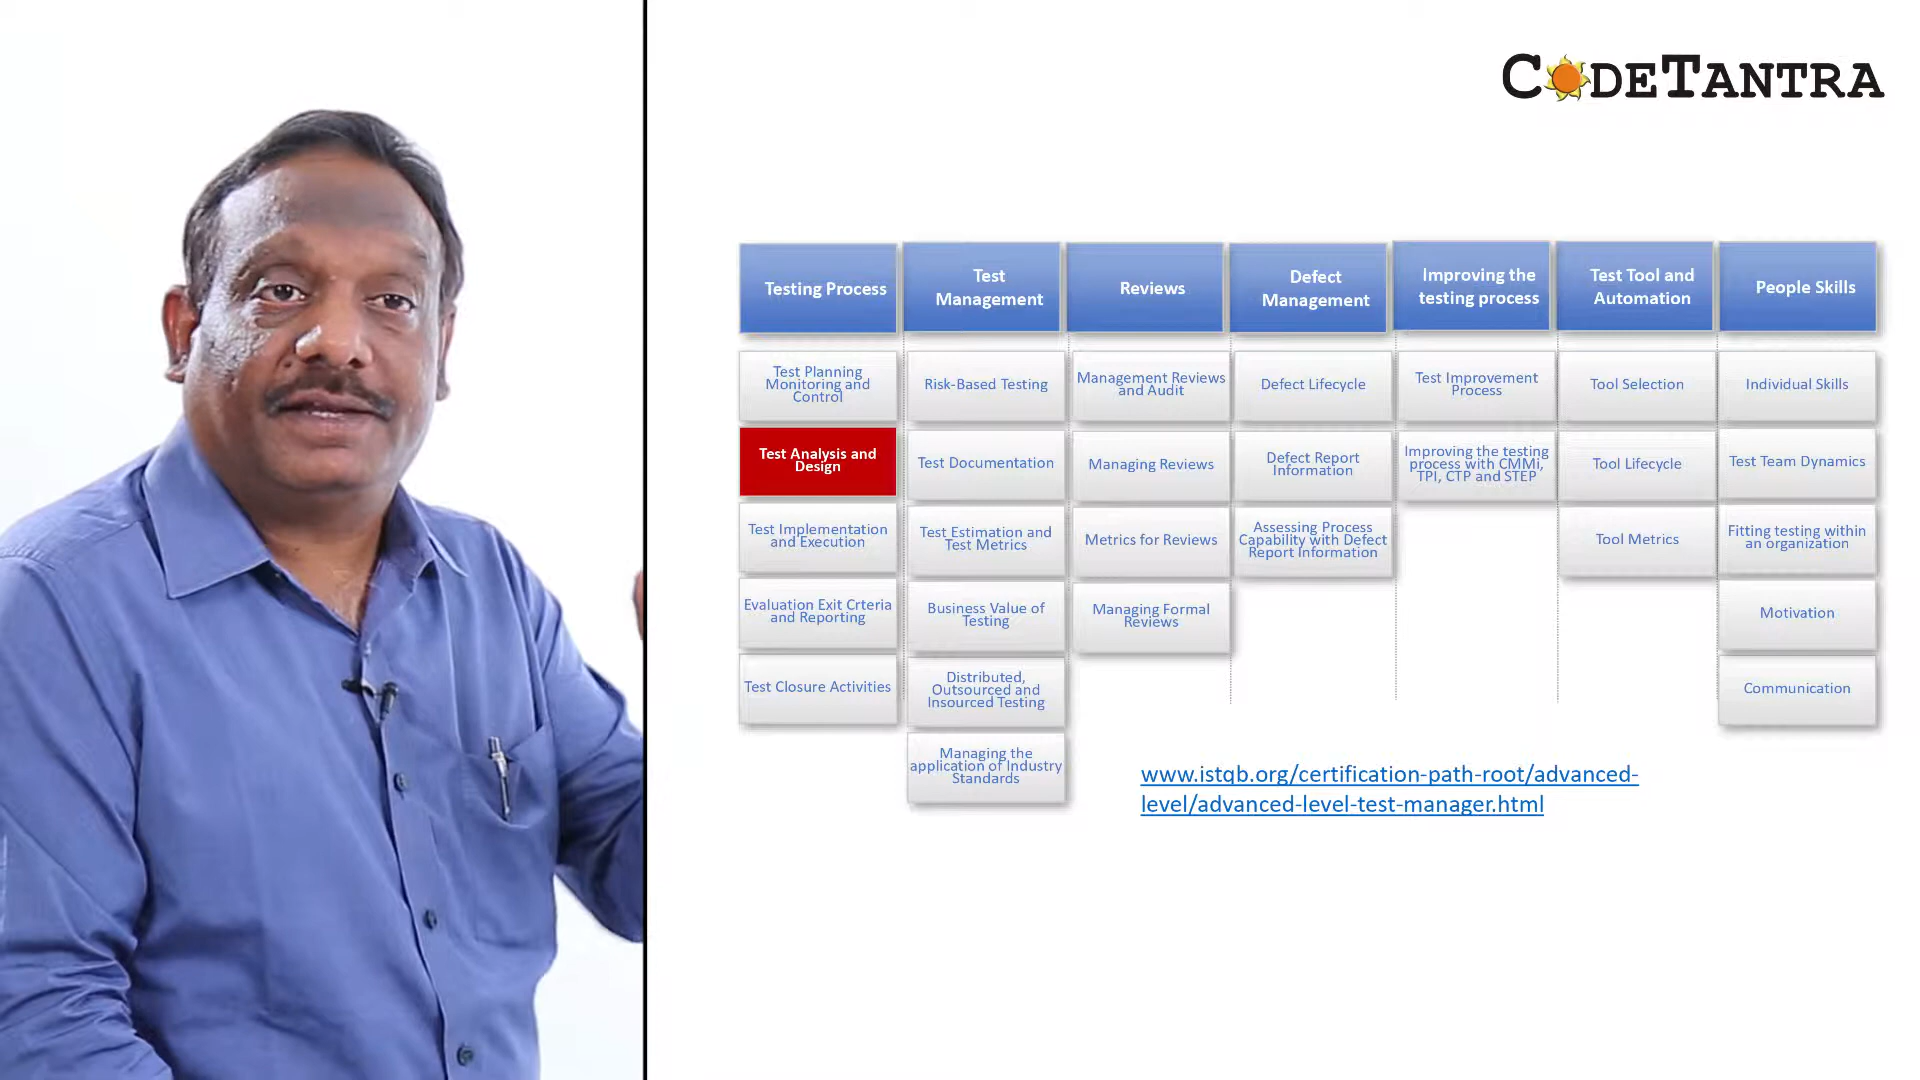 CODETANTRA
Testing Process
Test
Management
Reviews
Defect
Management
Improving the
testing process
Test Tool and
Automation
People Skills
Test Planning
Monitoring and
Control
Risk-Based Testing
Management Reviews
and Audit
Defect Lifecycle
Test Improvement
Process
Tool Selection
Individual Skills
Test Analysis and
Design
Test Documentation
Managing Reviews
Defect Report
Information
Improving the testing
process with CMMi,
TPI, CTP and STEP
Tool Lifecycle
Test Team Dynamics
Test Implementation
and Execution
Test Estimation and
Test Metrics
Metrics for Reviews
Assessing Process
Capability with Defect
Report Information
Tool Metrics
Fitting testing within
an organization
Evaluation Exit Crteria
and Reporting
Business Value of
Testing
Managing Formal
Reviews
Motivation
Test Closure Activities
Distributed,
Outsourced and
Insourced Testing
Communication
Managing the
application of Industry
Standards
www.istqb.org/certification-path-root/advanced-
level/advanced-level-test-manager.html